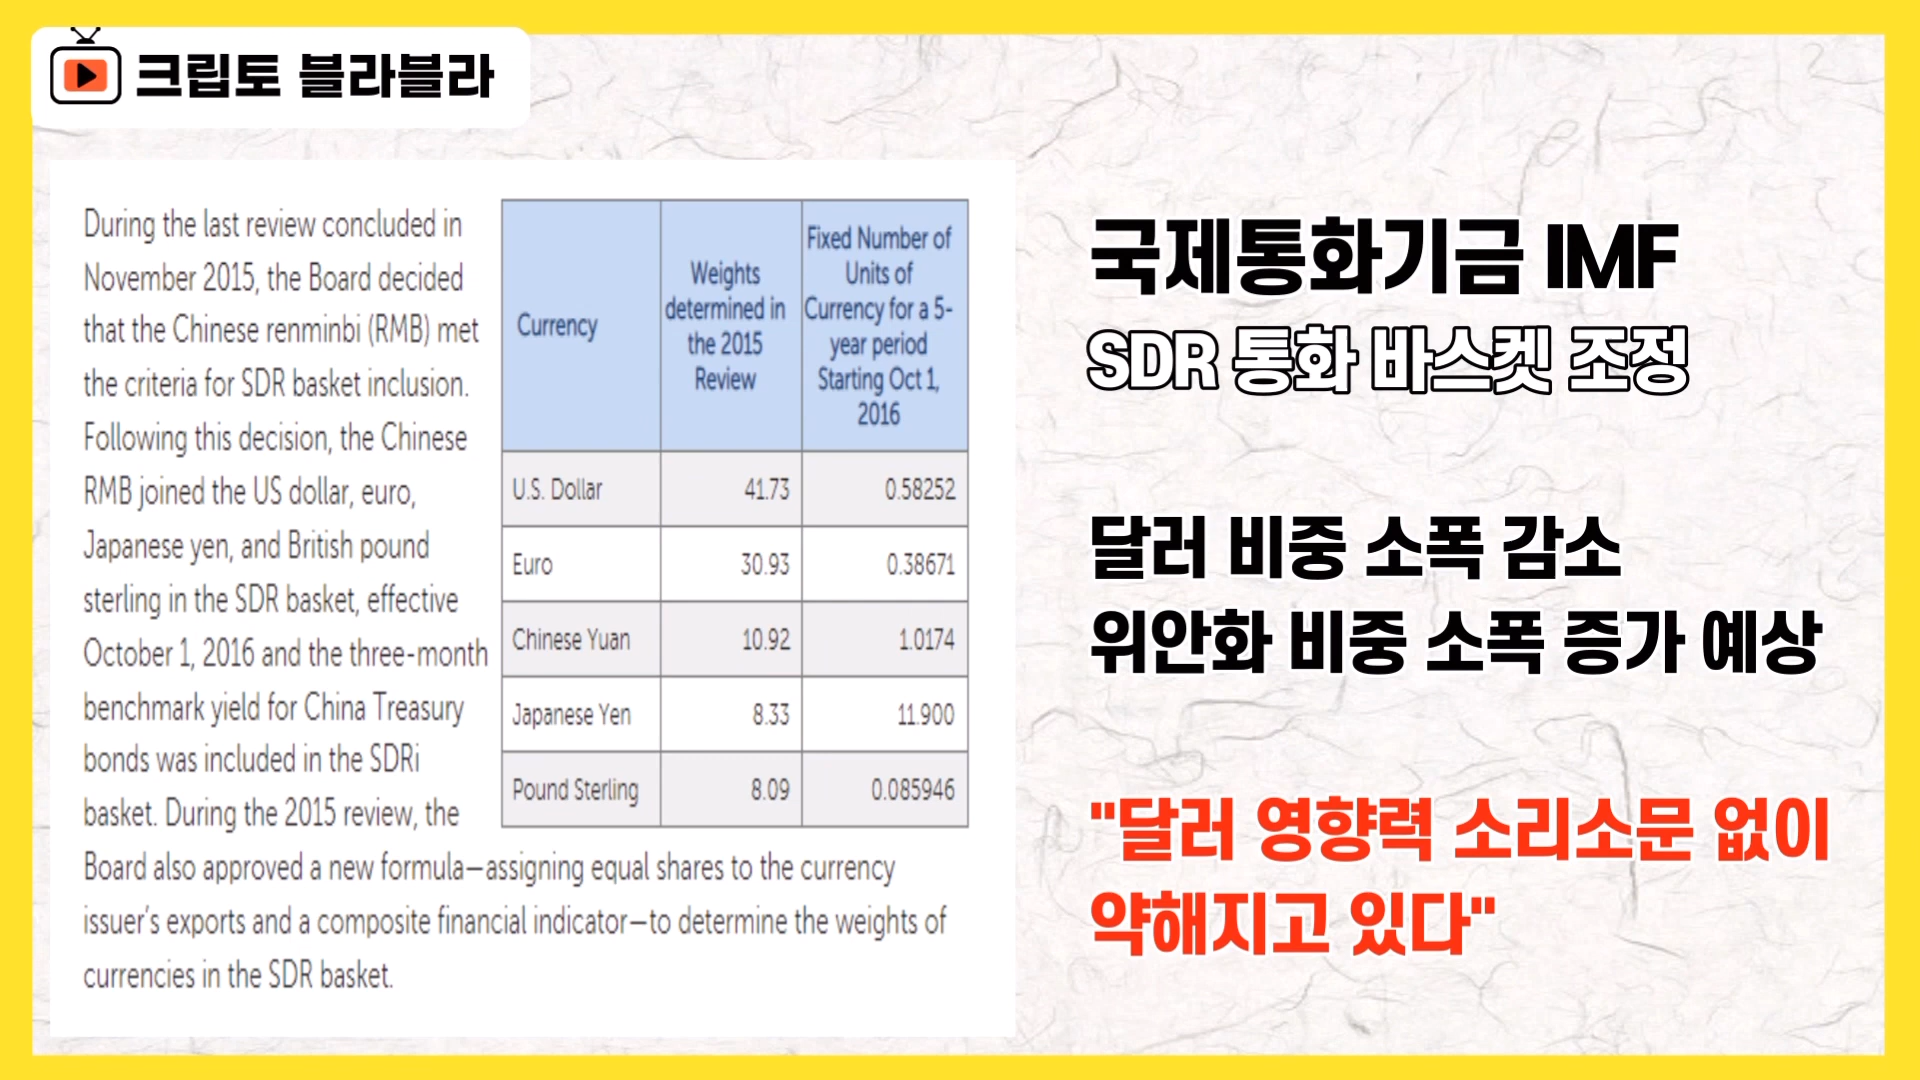 크립토 블라블라
During the last review concluded in
November 2015, the Board decided
that the Chinese renminbi (RMB) met
the criteria for SDR basket inclusion.
Following this decision, the Chinese
RMB joined the US dollar, euro,
Japanese yen, and British pound
sterling in the SDR basket, effective
October 1, 2016 and the three-month
benchmark yield for China Treasury
bonds was included in the SDRi
basket. During the 2015 review, the
Board also approved a new formula—assigning equal shares to the currency
issuer's exports and a composite financial indicator—to determine the weights of
currencies in the SDR basket.
Currency
Weights
determined in
the 2015
Review
Fixed Number of
Units of
Currency for a 5-
year period
Starting Oct 1,
2016
U.S. Dollar 41.73 0.58252
Euro 30.93 0.38671
Chinese Yuan 10.92 1.0174
Japanese Yen 8.33 11.900
Pound Sterling 8.09 0.085946
국제통화기금 IMF
SDR 통화 바스켓 조정
달러 비중 소폭 감소
위안화 비중 소폭 증가 예상
"달러 영향력 소리소문 없이
약해지고 있다"